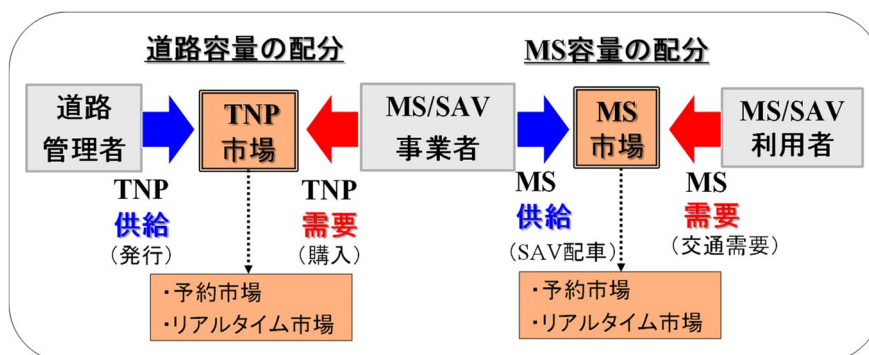 道路容量の配分
MS容量の配分
道路
管理者
TNP
市場
MS/SAV
事業者
MS
市場
MS/SAV
利用者
TNP
供給
(発行)
TNP
需要
(購入)
MS
供給
(SAV配車)
MS
需要
(交通需要)
・予約市場
・リアルタイム市場
・予約市場
・リアルタイム市場